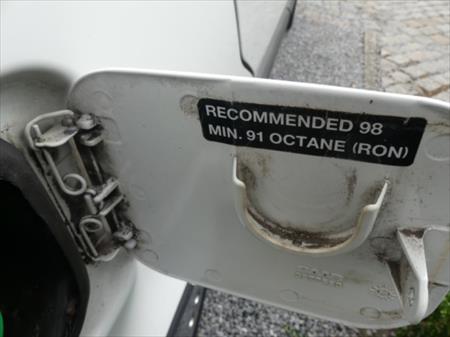 RECOMMENDED 98
MIN. 91 OCTANE (RON)